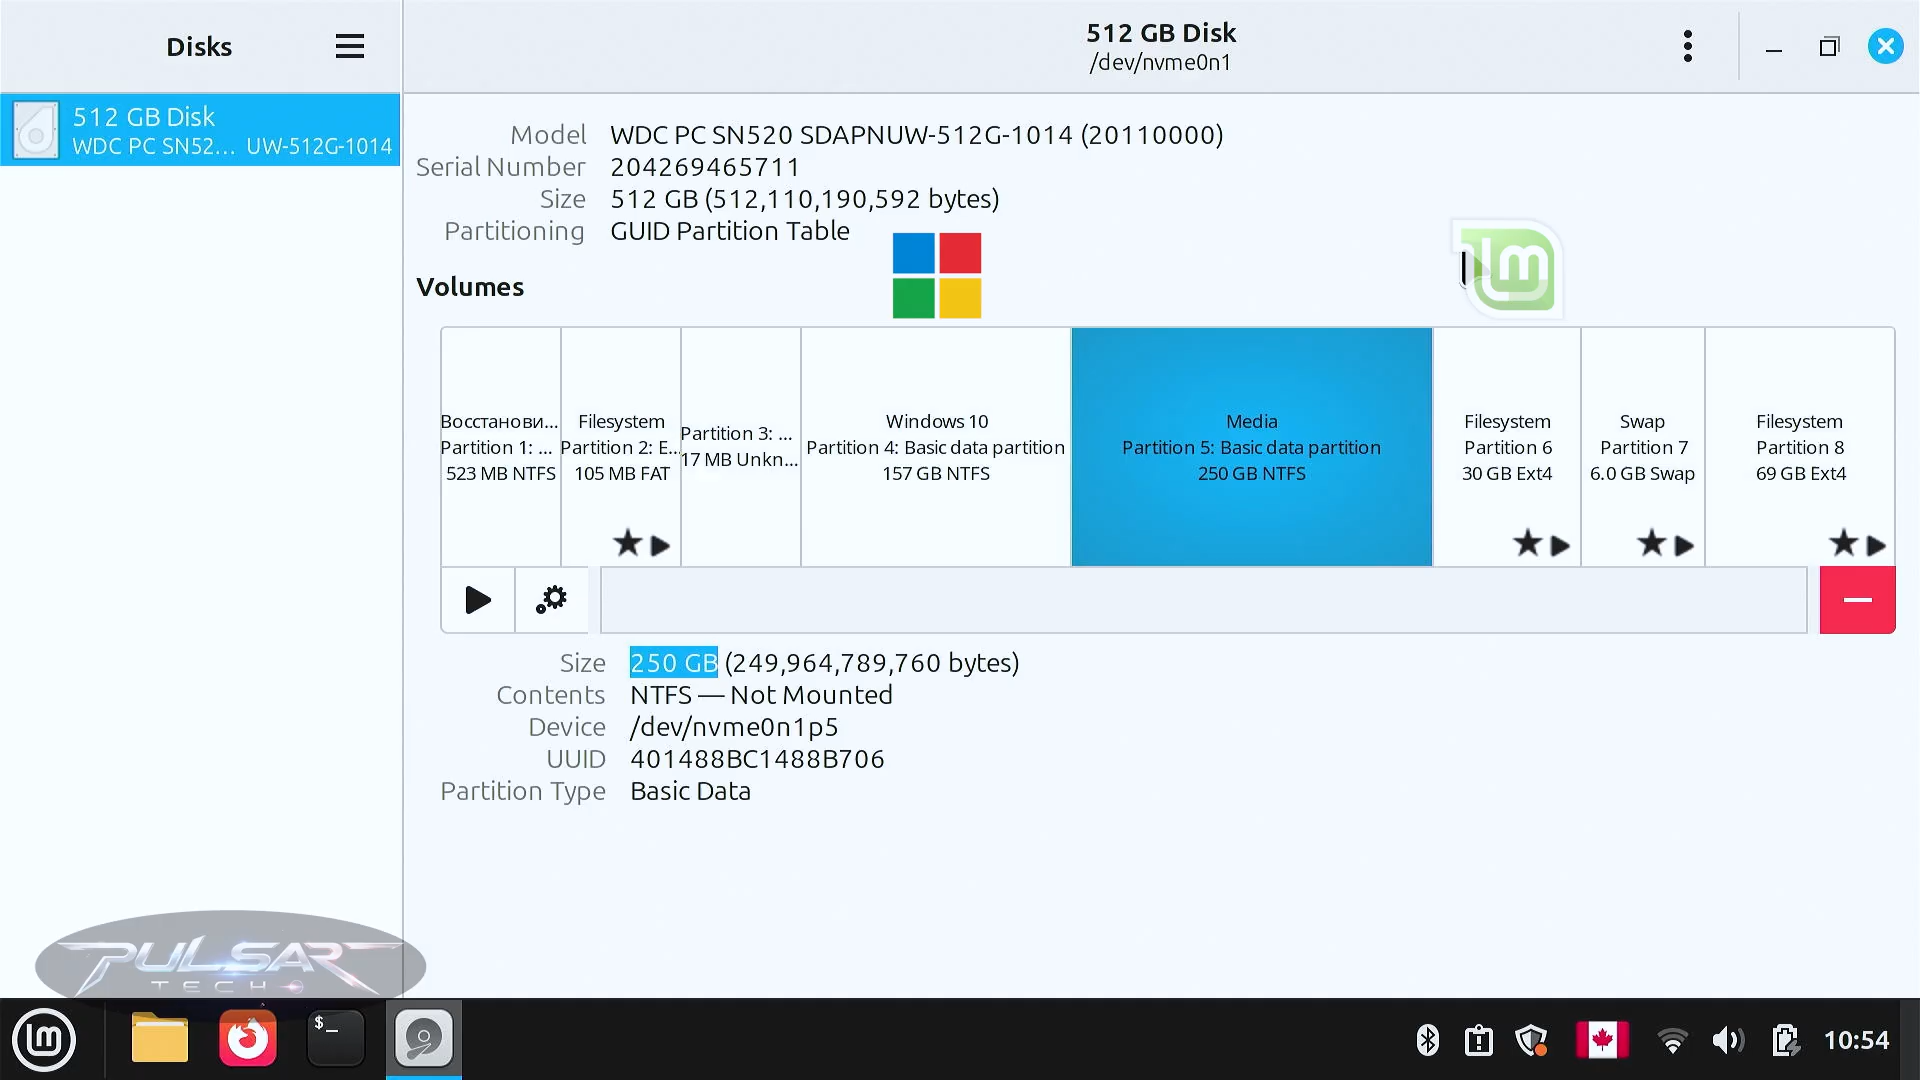 Disks
512 GB Disk
/dev/nvme0n1
512 GB Disk
WDC PC SN52... UW-512G-1014
Model WDC PC SN520 SDAPNUW-512G-1014 (20110000)
Serial Number 204269465711
Size 512 GB (512,110,190,592 bytes)
Partitioning GUID Partition Table
Volumes
Восстанови...
Partition 1: ...
523 MB NTFS
Filesystem
Partition 2: E...
105 MB FAT
Partition 3: ...
17 MB Unkn...
Windows 10
Partition 4: Basic data partition
157 GB NTFS
Media
Partition 5: Basic data partition
250 GB NTFS
Filesystem
Partition 6
30 GB Ext4
Swap
Partition 7
6.0 GB Swap
Filesystem
Partition 8
69 GB Ext4
Size 250 GB (249,964,789,760 bytes)
Contents NTFS — Not Mounted
Device /dev/nvme0n1p5
UUID 401488BC1488B706
Partition Type Basic Data
PULSAR
TECH
$_
10:54